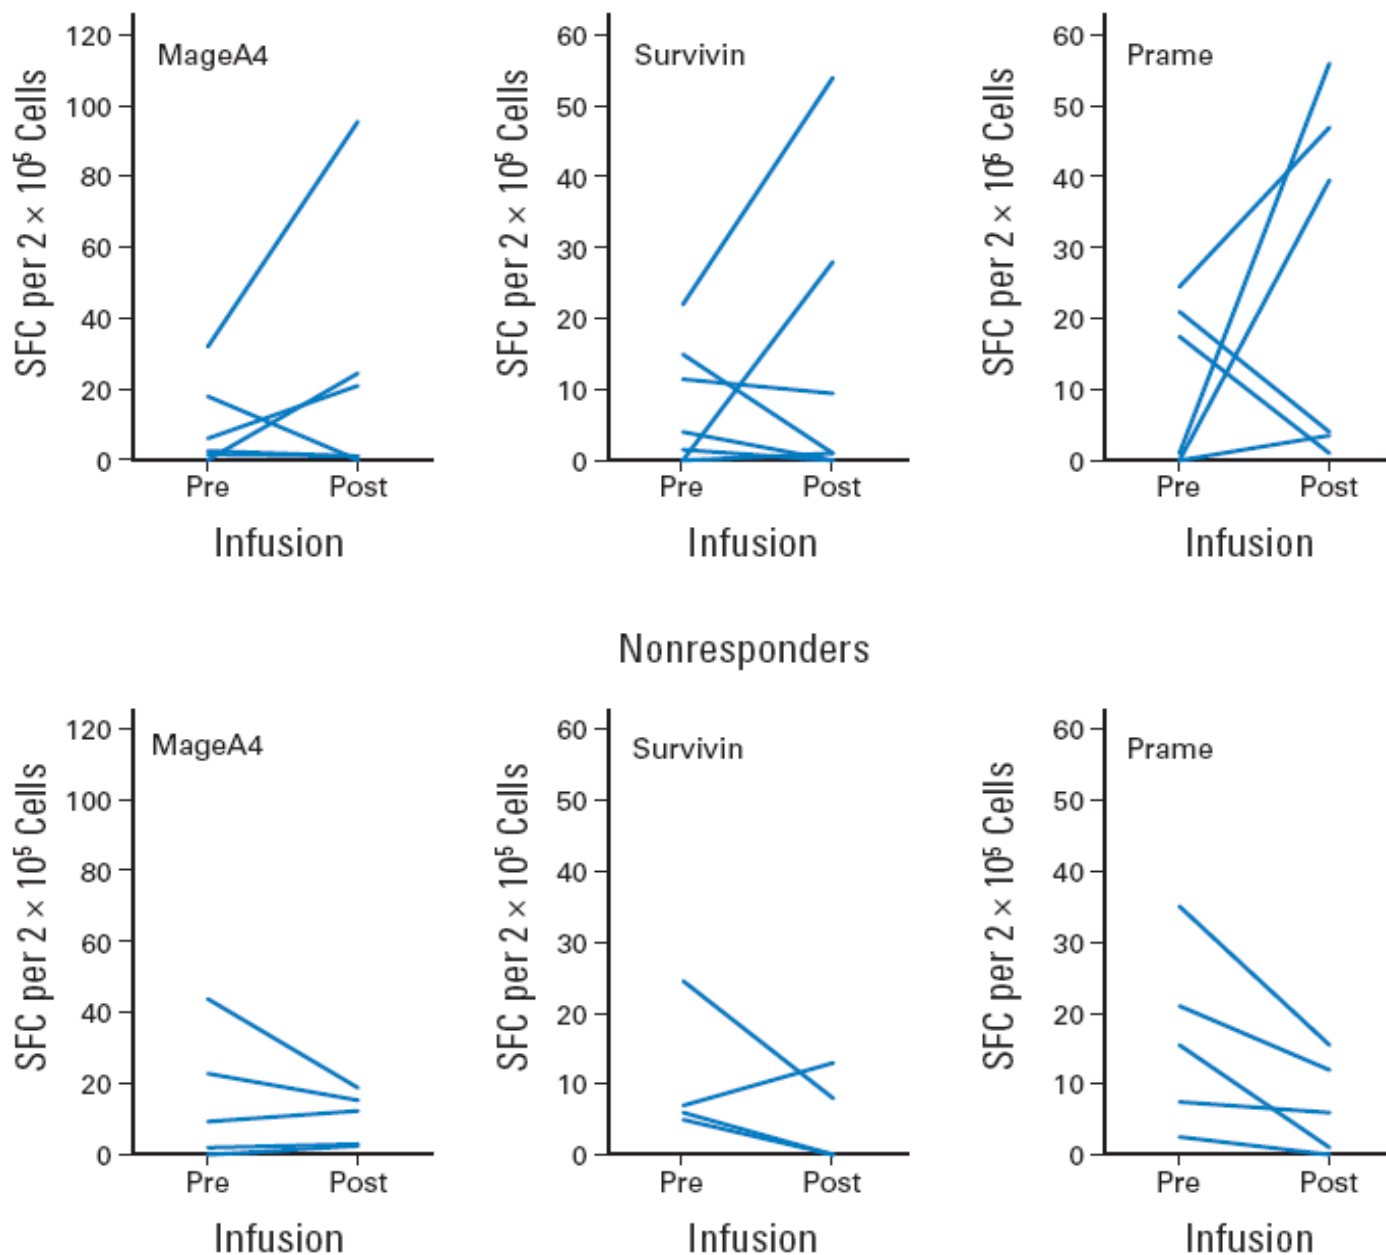 MageA4
SFC per 2 × 10⁵ Cells
120
100
80
60
40
20
0
Pre
Post
Infusion
Survivin
SFC per 2 × 10⁵ Cells
60
50
40
30
20
10
0
Pre
Post
Infusion
Prame
SFC per 2 × 10⁵ Cells
60
50
40
30
20
10
0
Pre
Post
Infusion
Nonresponders
MageA4
SFC per 2 × 10⁵ Cells
120
100
80
60
40
20
0
Pre
Post
Infusion
Survivin
SFC per 2 × 10⁵ Cells
60
50
40
30
20
10
0
Pre
Post
Infusion
Prame
SFC per 2 × 10⁵ Cells
60
50
40
30
20
10
0
Pre
Post
Infusion